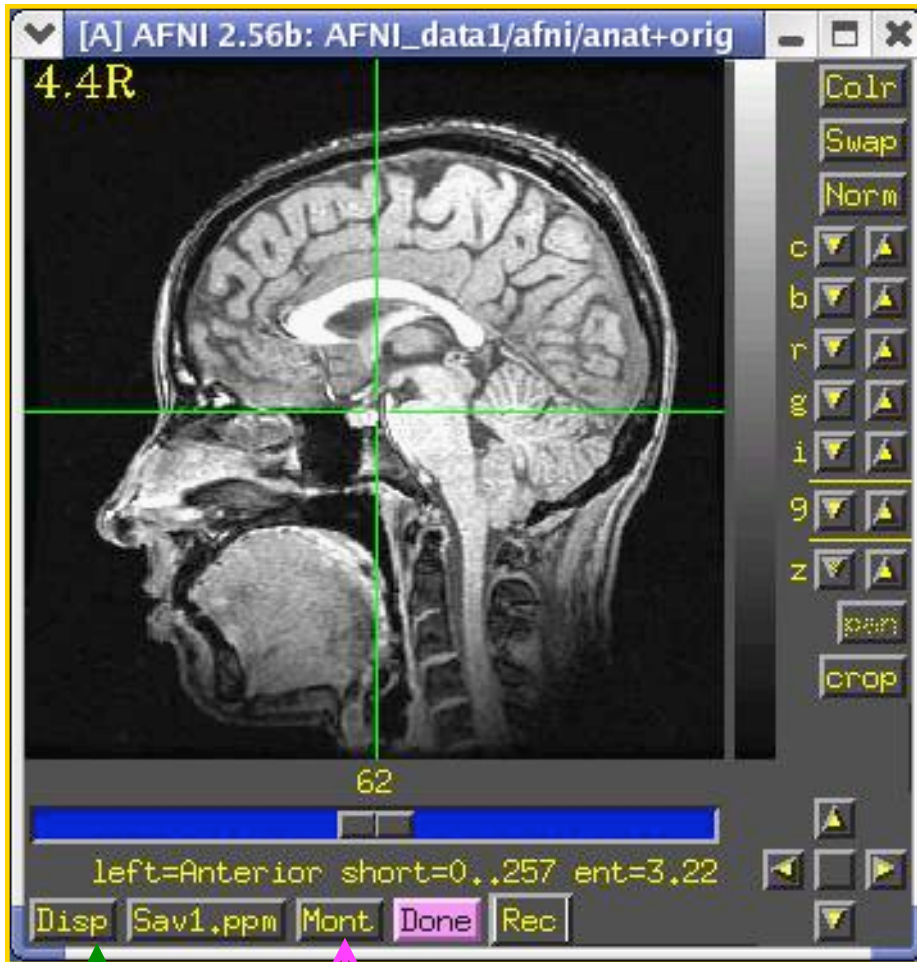 [A] AFNI 2.56b: AFNI_data1/afni/anat+orig
4.4R
Colr
Swap
Norm
c
b
r
g
i
9
z
pan
crop
62
left=Anterior short=0..257 ent=3.22
Disp Sav1.ppm Mont Done Rec